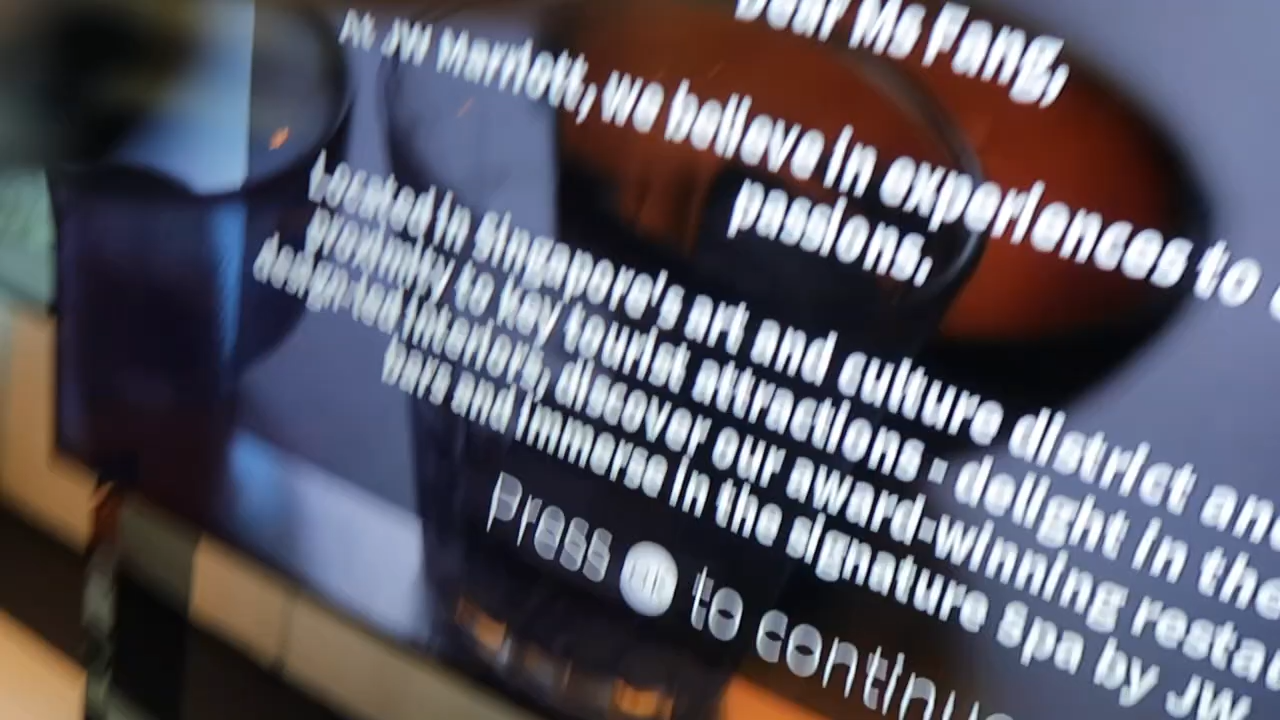 Dear Ms Fang,
At JW Marriott, we believe in experiences to
passions.
Located in Singapore's art and culture district and
proximity to key tourist attractions - delight in the
designed interiors, discover our award-winning
bars and immerse in the signature spa by JW
Press OK to continue